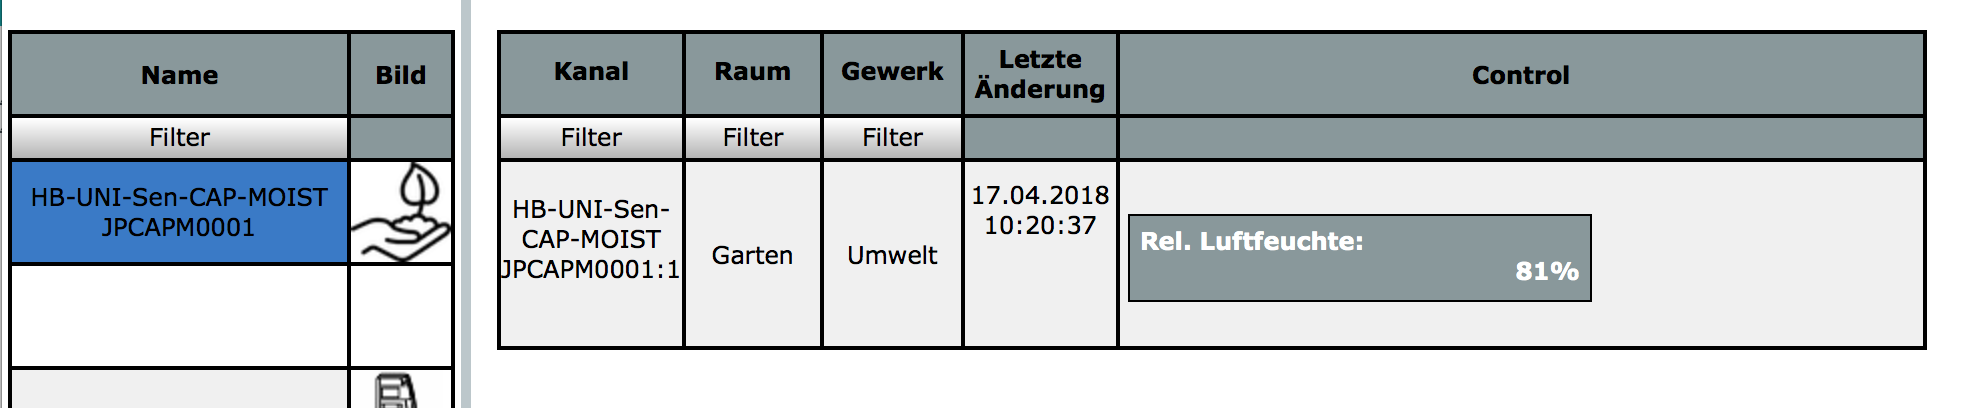 Name
Bild
Filter
HB-UNI-Sen-CAP-MOIST
JPCAPM0001
Kanal
Raum
Gewerk
Letzte
Änderung
Control
Filter
Filter
Filter
HB-UNI-Sen-
CAP-MOIST
JPCAPM0001:1
Garten
Umwelt
17.04.2018
10:20:37
Rel. Luftfeuchte:
81%